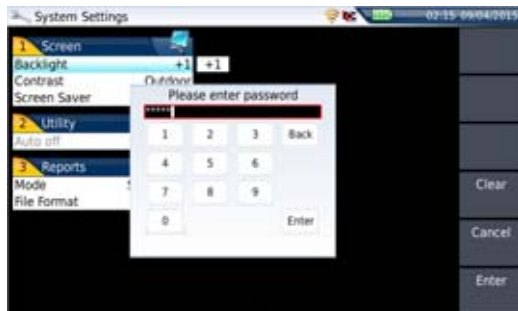 System Settings
02:15 09/04/2015
1 Screen
Backlight +1 +1
Contrast Outdoor
Screen Saver
Please enter password
*****
1 2 3 Back
4 5 6
7 8 9
0 Enter
2 Utility
Auto off
3 Reports
Mode
File Format
Clear
Cancel
Enter